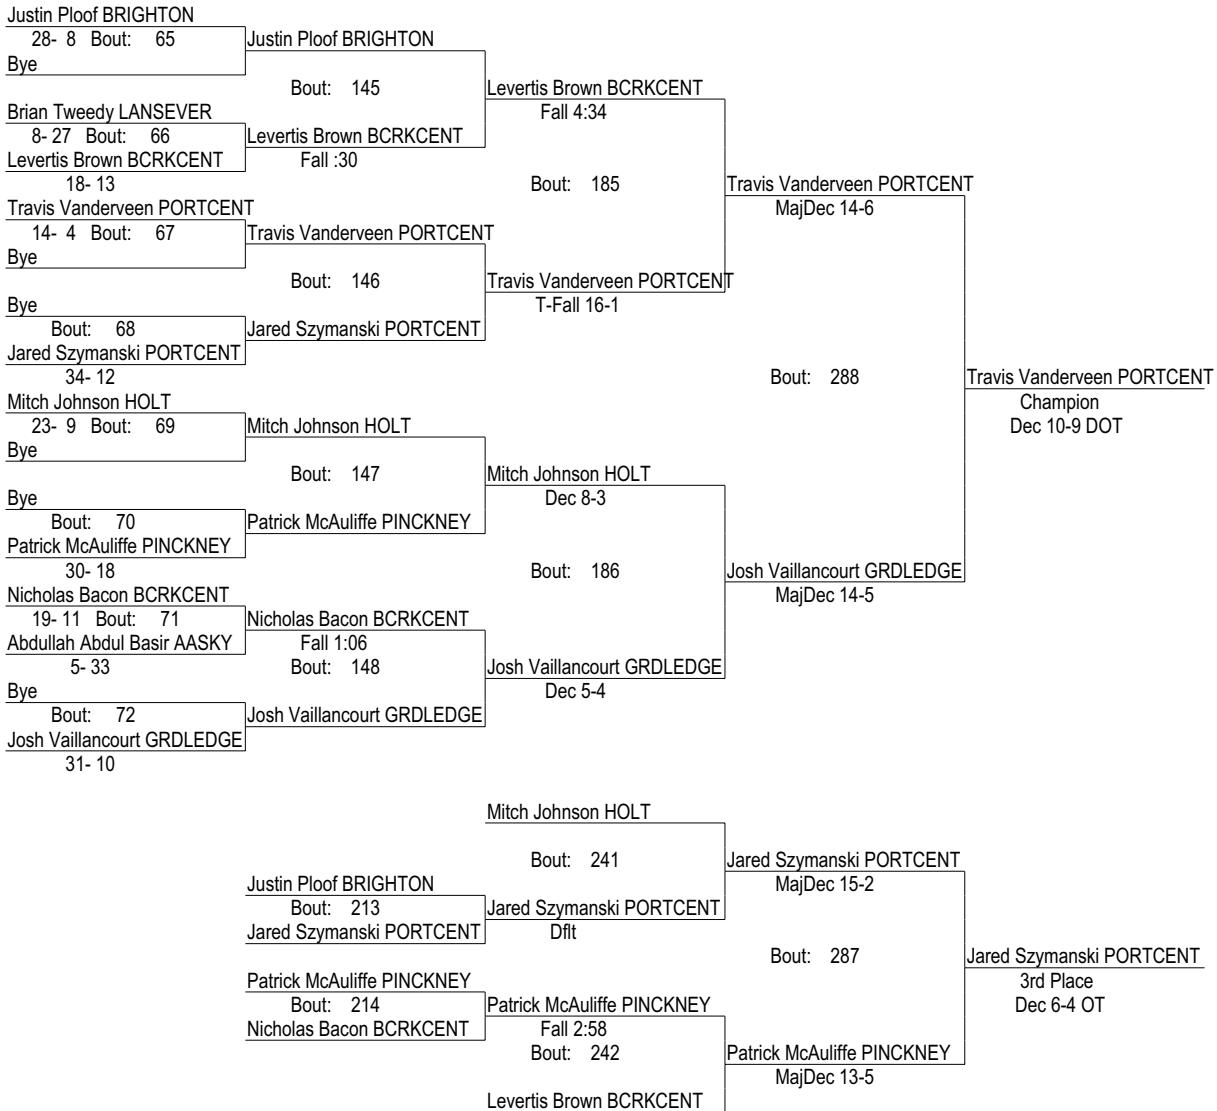 Justin Ploof BRIGHTON
28- 8 Bout: 65
Justin Ploof BRIGHTON
Bye
Bout: 145
Levertis Brown BCRKCENT
Brian Tweedy LANSEVER
Fall 4:34
8- 27 Bout: 66
Levertis Brown BCRKCENT
Levertis Brown BCRKCENT
Fall :30
18- 13
Bout: 185
Travis Vanderveen PORTCENT
Travis Vanderveen PORTCENT
MajDec 14-6
14- 4 Bout: 67
Travis Vanderveen PORTCENT
Bye
Bout: 146
Travis Vanderveen PORTCENT
Bye
T-Fall 16-1
Bout: 68
Jared Szymanski PORTCENT
Jared Szymanski PORTCENT
34- 12
Bout: 288
Travis Vanderveen PORTCENT
Mitch Johnson HOLT
Champion
23- 9 Bout: 69
Mitch Johnson HOLT
Dec 10-9 DOT
Bye
Bout: 147
Mitch Johnson HOLT
Bye
Dec 8-3
Bout: 70
Patrick McAuliffe PINCKNEY
Patrick McAuliffe PINCKNEY
30- 18
Bout: 186
Josh Vaillancourt GRDLEDGE
Nicholas Bacon BCRKCENT
MajDec 14-5
19- 11 Bout: 71
Nicholas Bacon BCRKCENT
Abdullah Abdul Basir AASKY
Fall 1:06
5- 33
Bout: 148
Josh Vaillancourt GRDLEDGE
Bye
Dec 5-4
Bout: 72
Josh Vaillancourt GRDLEDGE
Josh Vaillancourt GRDLEDGE
31- 10
Mitch Johnson HOLT
Bout: 241
Jared Szymanski PORTCENT
Justin Ploof BRIGHTON
MajDec 15-2
Bout: 213
Jared Szymanski PORTCENT
Jared Szymanski PORTCENT
Dflt
Bout: 287
Jared Szymanski PORTCENT
Patrick McAuliffe PINCKNEY
3rd Place
Bout: 214
Patrick McAuliffe PINCKNEY
Dec 6-4 OT
Nicholas Bacon BCRKCENT
Fall 2:58
Bout: 242
Patrick McAuliffe PINCKNEY
MajDec 13-5
Levertis Brown BCRKCENT